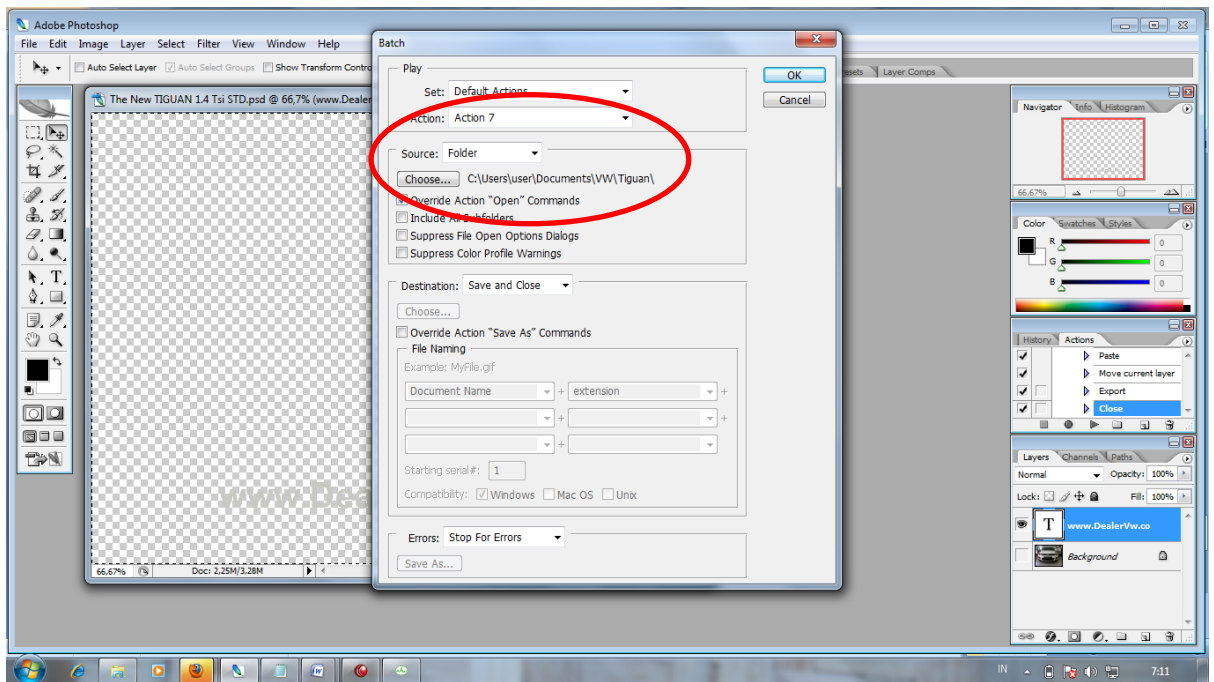 Adobe Photoshop
File Edit Image Layer Select Filter View Window Help
Auto Select Layer Auto Select Groups Show Transform Contro
esets Layer Comps
The New TIGUAN 1.4 Tsi STD.psd @ 66,7% (www.Dealer
www.Dea
66,67% Doc: 2,25M/3,28M
Batch
Play
OK
Set: Default Actions
Cancel
Action: Action 7
Source: Folder
Choose... C:\Users\user\Documents\VW\Tiguan\
Override Action "Open" Commands
Include All Subfolders
Suppress File Open Options Dialogs
Suppress Color Profile Warnings
Destination: Save and Close
Choose...
Override Action "Save As" Commands
File Naming
Example: MyFile.gif
Document Name + extension +
+ +
+
Starting serial#: 1
Compatibility: Windows Mac OS Unix
Errors: Stop For Errors
Save As...
Navigator Info Histogram
66.67%
Color Swatches Styles
R 0
G 0
B 0
History Actions
Paste
Move current layer
Export
Close
Layers Channels Paths
Normal Opacity: 100%
Lock: Fill: 100%
T www.DealerVw.co
Background
IN 7:11